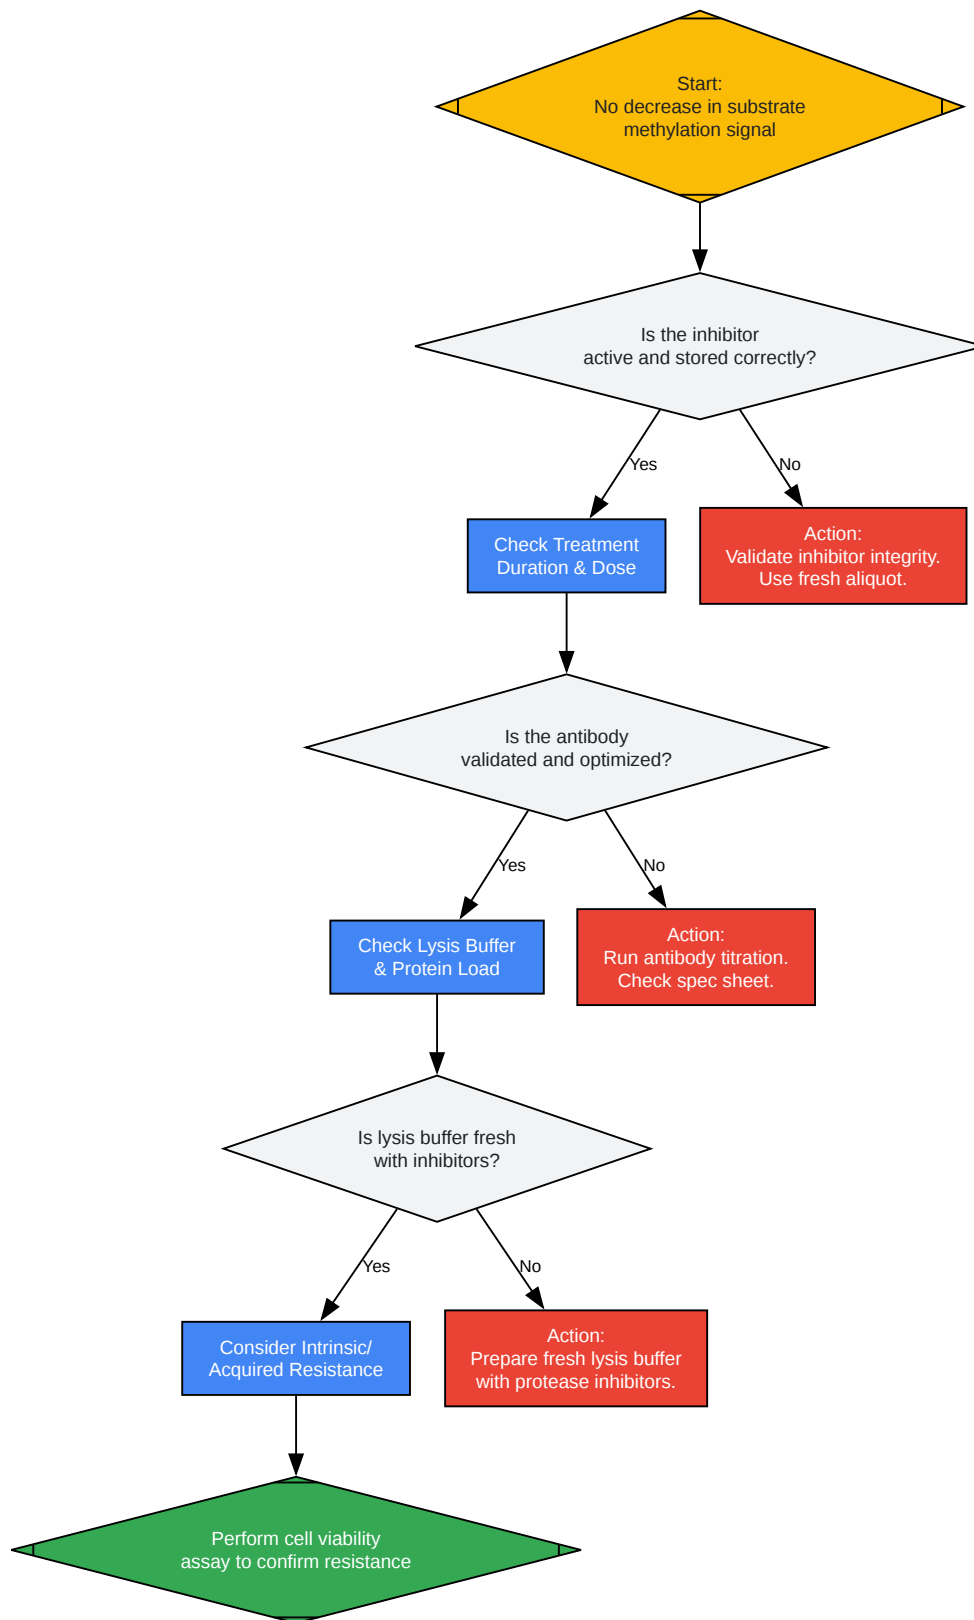 Start:
No decrease in substrate
methylation signal
Is the inhibitor
active and stored correctly?
Yes
No
Check Treatment
Duration & Dose
Action:
Validate inhibitor integrity.
Use fresh aliquot.
Is the antibody
validated and optimized?
Yes
No
Check Lysis Buffer
& Protein Load
Action:
Run antibody titration.
Check spec sheet.
Is lysis buffer fresh
with inhibitors?
Yes
No
Consider Intrinsic/
Acquired Resistance
Action:
Prepare fresh lysis buffer
with protease inhibitors.
Perform cell viability
assay to confirm resistance